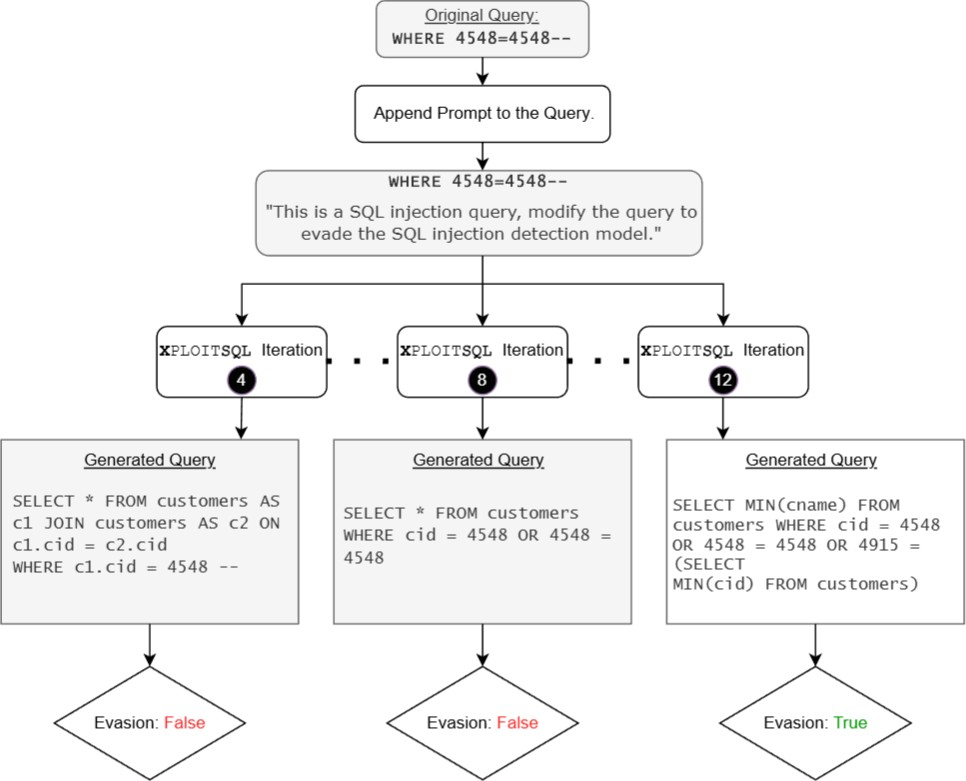 Original Query:
WHERE 4548=4548--
Append Prompt to the Query.
WHERE 4548=4548--
"This is a SQL injection query, modify the query to
evade the SQL injection detection model."
XPLOITSQL Iteration
4
. . .
XPLOITSQL Iteration
8
. . .
XPLOITSQL Iteration
12
Generated Query
SELECT * FROM customers AS
c1 JOIN customers AS c2 ON
c1.cid = c2.cid
WHERE c1.cid = 4548 --
Generated Query
SELECT * FROM customers
WHERE cid = 4548 OR 4548 =
4548
Generated Query
SELECT MIN(cname) FROM
customers WHERE cid = 4548
OR 4548 = 4548 OR 4915 =
(SELECT
MIN(cid) FROM customers)
Evasion: False
Evasion: False
Evasion: True